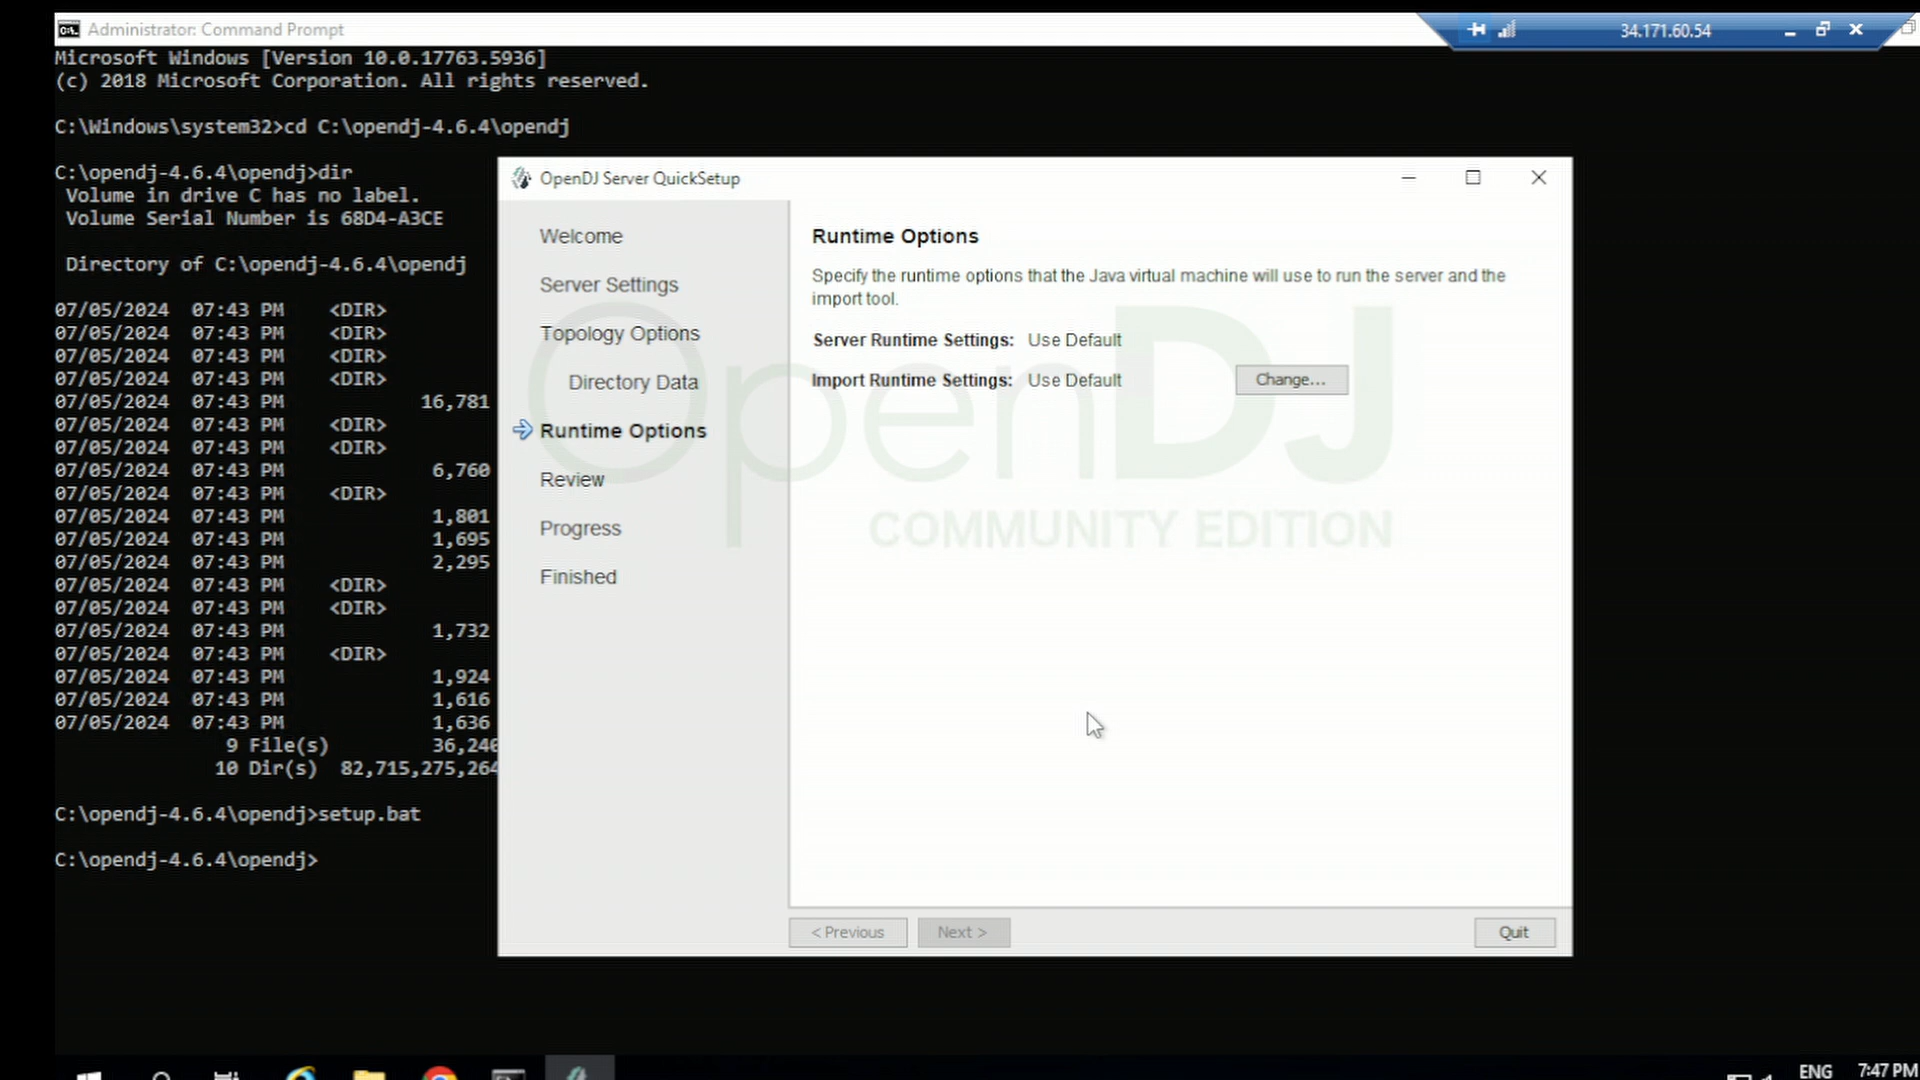 Administrator: Command Prompt
34.171.60.54
Microsoft Windows [Version 10.0.17763.5936]
(c) 2018 Microsoft Corporation. All rights reserved.
C:\Windows\system32>cd C:\opendj-4.6.4\opendj
C:\opendj-4.6.4\opendj>dir
Volume in drive C has no label.
Volume Serial Number is 68D4-A3CE
Directory of C:\opendj-4.6.4\opendj
07/05/2024 07:43 PM <DIR>
07/05/2024 07:43 PM <DIR>
07/05/2024 07:43 PM <DIR>
07/05/2024 07:43 PM <DIR>
07/05/2024 07:43 PM 16,781
07/05/2024 07:43 PM <DIR>
07/05/2024 07:43 PM <DIR>
07/05/2024 07:43 PM 6,760
07/05/2024 07:43 PM <DIR>
07/05/2024 07:43 PM 1,801
07/05/2024 07:43 PM 1,695
07/05/2024 07:43 PM 2,295
07/05/2024 07:43 PM <DIR>
07/05/2024 07:43 PM <DIR>
07/05/2024 07:43 PM 1,732
07/05/2024 07:43 PM <DIR>
07/05/2024 07:43 PM 1,924
07/05/2024 07:43 PM 1,616
07/05/2024 07:43 PM 1,636
9 File(s) 36,240
10 Dir(s) 82,715,275,264
C:\opendj-4.6.4\opendj>setup.bat
C:\opendj-4.6.4\opendj>
OpenDJ Server QuickSetup
Welcome
Server Settings
Topology Options
Directory Data
Runtime Options
Review
Progress
Finished
Runtime Options
Specify the runtime options that the Java virtual machine will use to run the server and the
import tool.
Server Runtime Settings: Use Default
Import Runtime Settings: Use Default
Change...
OpenDJ
COMMUNITY EDITION
< Previous
Next >
Quit
ENG
7:47 PM